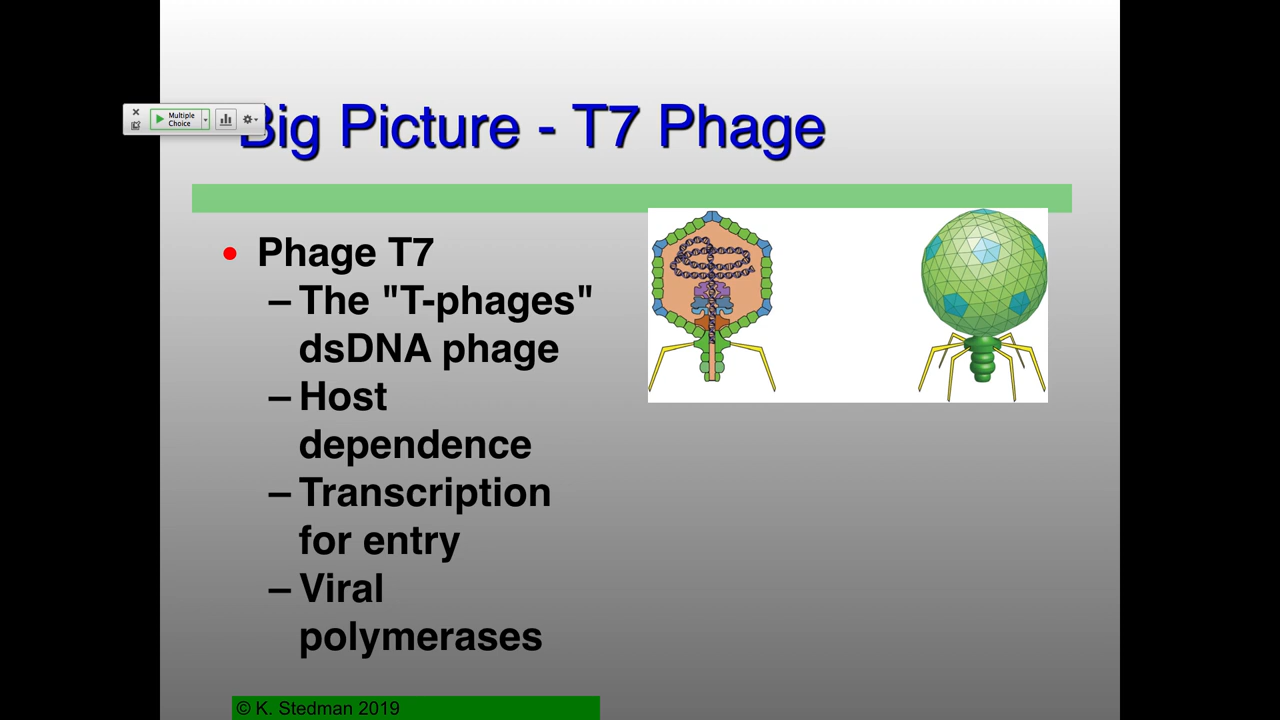 Multiple
Choice
Big Picture - T7 Phage
• Phage T7
– The "T-phages"
dsDNA phage
– Host
dependence
– Transcription
for entry
– Viral
polymerases
© K. Stedman 2019